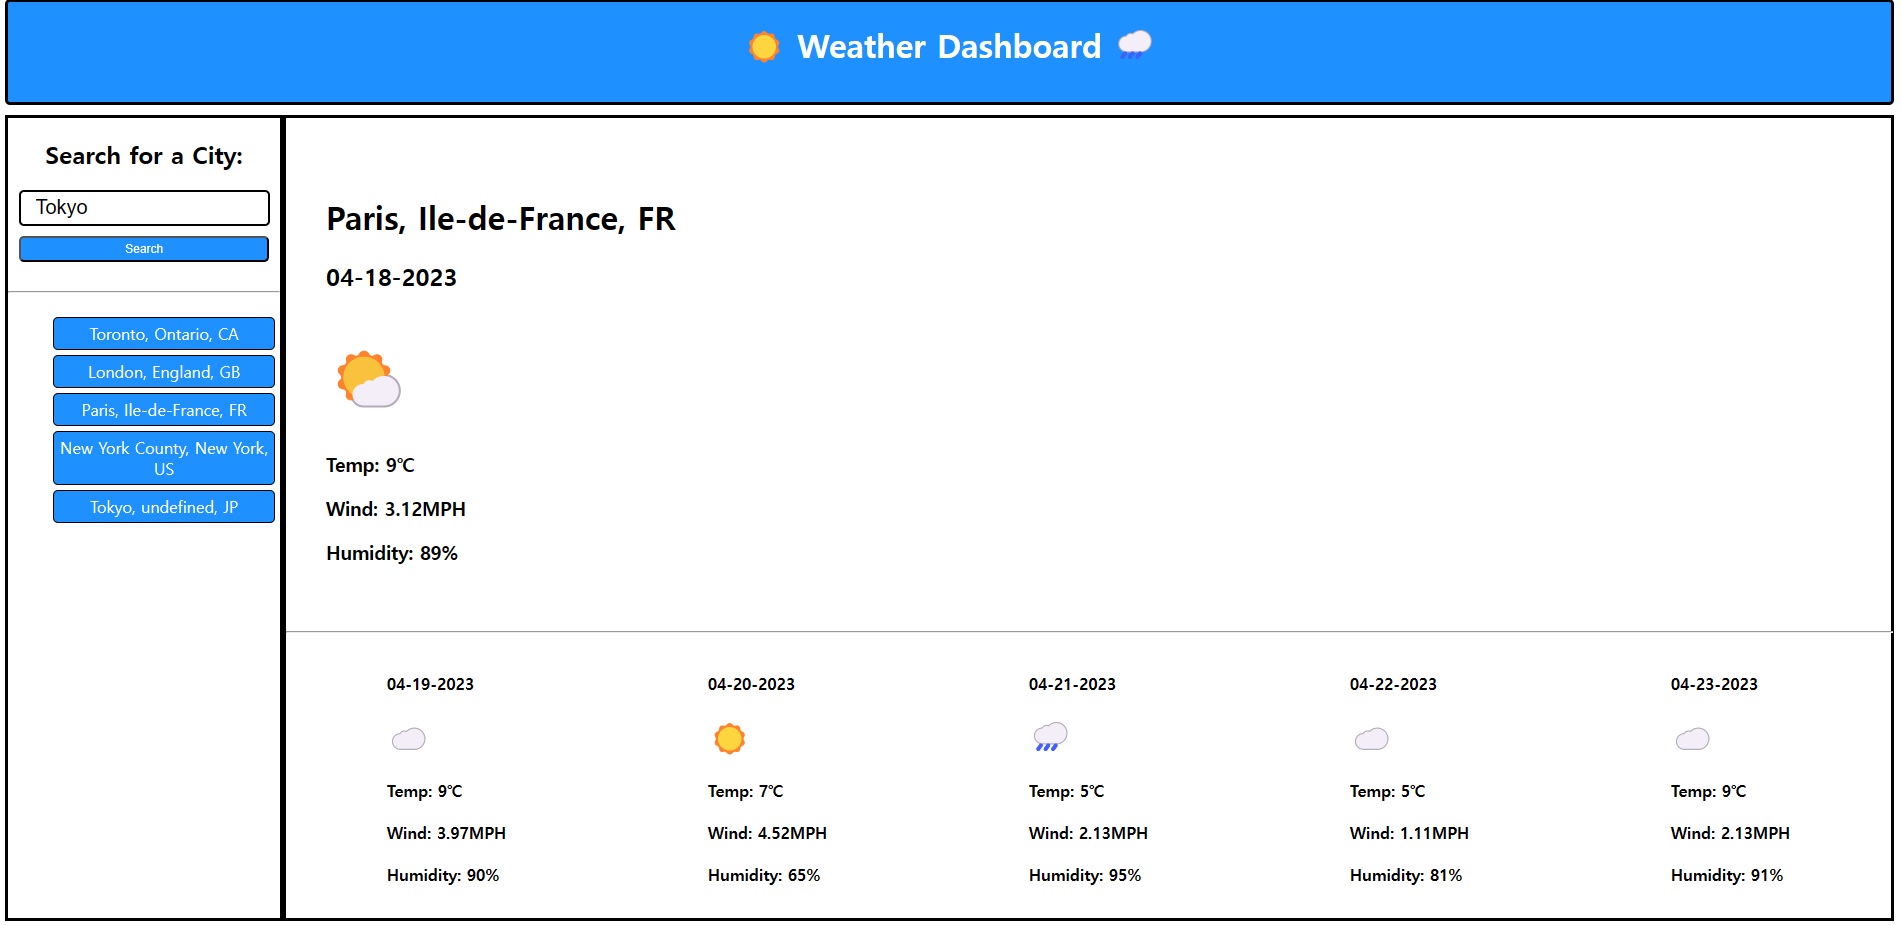 Weather Dashboard
Search for a City:
Tokyo
Search
Toronto, Ontario, CA
London, England, GB
Paris, Ile-de-France, FR
New York County, New York,
US
Tokyo, undefined, JP
Paris, Ile-de-France, FR
04-18-2023
Temp: 9℃
Wind: 3.12MPH
Humidity: 89%
04-19-2023
Temp: 9℃
Wind: 3.97MPH
Humidity: 90%
04-20-2023
Temp: 7℃
Wind: 4.52MPH
Humidity: 65%
04-21-2023
Temp: 5℃
Wind: 2.13MPH
Humidity: 95%
04-22-2023
Temp: 5℃
Wind: 1.11MPH
Humidity: 81%
04-23-2023
Temp: 9℃
Wind: 2.13MPH
Humidity: 91%